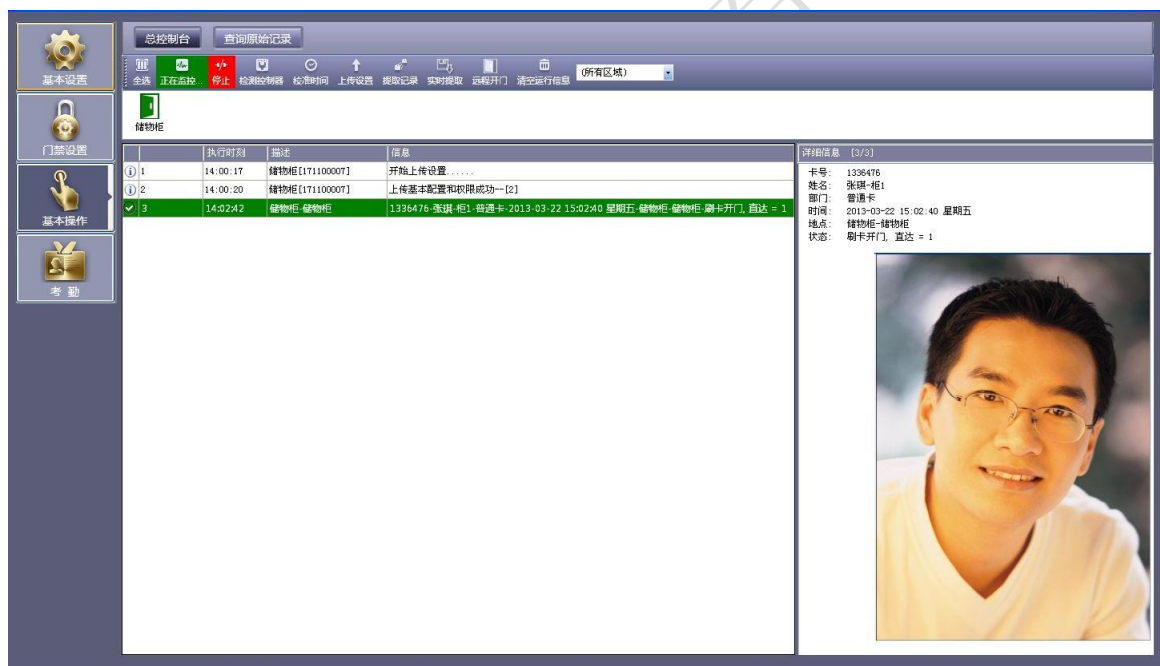 基本设置
门禁设置
基本操作
考 勤
总控制台 查询原始记录
全选 正在监控... 停止 检测控制器 校准时间 上传设置 提取记录 实时提取 远程开门 清空运行信息 (所有区域)
储物柜
执行时刻 描述 信息
1 14:00:17 储物柜[171100007] 开始上传设置......
2 14:00:20 储物柜[171100007] 上传基本配置和权限成功--[2]
3 14:02:42 储物柜-储物柜 1336476-张琪-柜1-普通卡-2013-03-22 15:02:40 星期五-储物柜-储物柜-刷卡开门, 直达 = 1
详细信息 [3/3]
卡号: 1336476
姓名: 张琪-柜1
部门: 普通卡
时间: 2013-03-22 15:02:40 星期五
地点: 储物柜-储物柜
状态: 刷卡开门, 直达 = 1